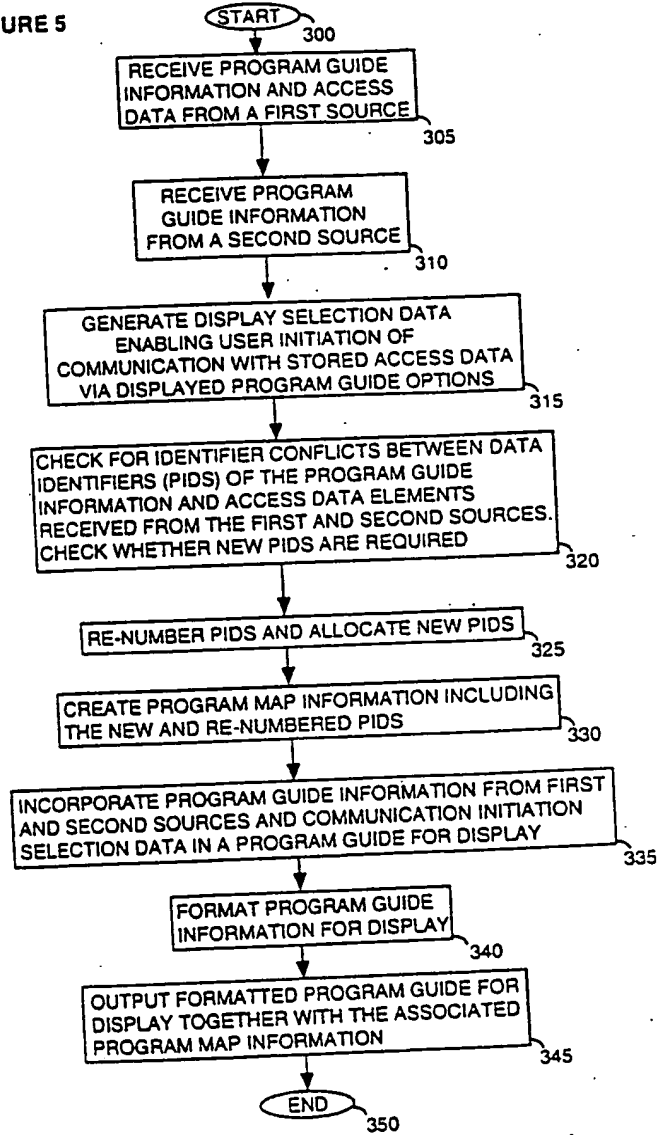 URE 5
START
300
RECEIVE PROGRAM GUIDE
INFORMATION AND ACCESS
DATA FROM A FIRST SOURCE
305
RECEIVE PROGRAM
GUIDE INFORMATION
FROM A SECOND SOURCE
310
GENERATE DISPLAY SELECTION DATA
ENABLING USER INITIATION OF
COMMUNICATION WITH STORED ACCESS DATA
VIA DISPLAYED PROGRAM GUIDE OPTIONS
315
CHECK FOR IDENTIFIER CONFLICTS BETWEEN DATA
IDENTIFIERS (PIDS) OF THE PROGRAM GUIDE
INFORMATION AND ACCESS DATA ELEMENTS
RECEIVED FROM THE FIRST AND SECOND SOURCES.
CHECK WHETHER NEW PIDS ARE REQUIRED
320
RE-NUMBER PIDS AND ALLOCATE NEW PIDS
325
CREATE PROGRAM MAP INFORMATION INCLUDING
THE NEW AND RE-NUMBERED PIDS
330
INCORPORATE PROGRAM GUIDE INFORMATION FROM FIRST
AND SECOND SOURCES AND COMMUNICATION INITIATION
SELECTION DATA IN A PROGRAM GUIDE FOR DISPLAY
335
FORMAT PROGRAM GUIDE
INFORMATION FOR DISPLAY
340
OUTPUT FORMATTED PROGRAM GUIDE FOR
DISPLAY TOGETHER WITH THE ASSOCIATED
PROGRAM MAP INFORMATION
345
END
350